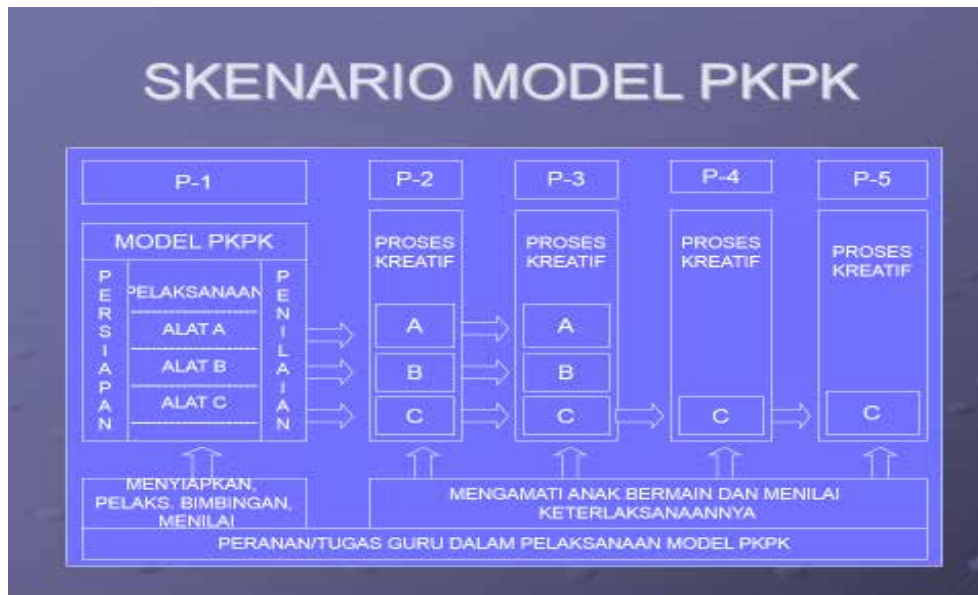 SKENARIO MODEL PKPK
P-1
P-2
P-3
P-4
P-5
MODEL PKPK
PERSIAPAN
PELAKSANAAN
ALAT A
ALAT B
ALAT C
PENILAIAN
PROSES
KREATIF
A
B
C
PROSES
KREATIF
A
B
C
PROSES
KREATIF
C
PROSES
KREATIF
C
MENYIAPKAN,
PELAKS. BIMBINGAN,
MENILAI
MENGAMATI ANAK BERMAIN DAN MENILAI
KETERLAKSANAANNYA
PERANAN/TUGAS GURU DALAM PELAKSANAAN MODEL PKPK